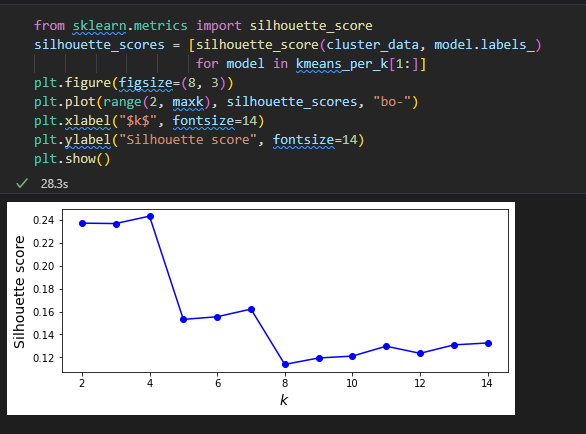 from sklearn.metrics import silhouette_score
silhouette_scores = [silhouette_score(cluster_data, model.labels_)
                     for model in kmeans_per_k[1:]]
plt.figure(figsize=(8, 3))
plt.plot(range(2, maxk), silhouette_scores, "bo-")
plt.xlabel("$k$", fontsize=14)
plt.ylabel("Silhouette score", fontsize=14)
plt.show()
28.3s
0.24
0.22
0.20
0.18
0.16
0.14
0.12
Silhouette score
2 4 6 8 10 12 14
k